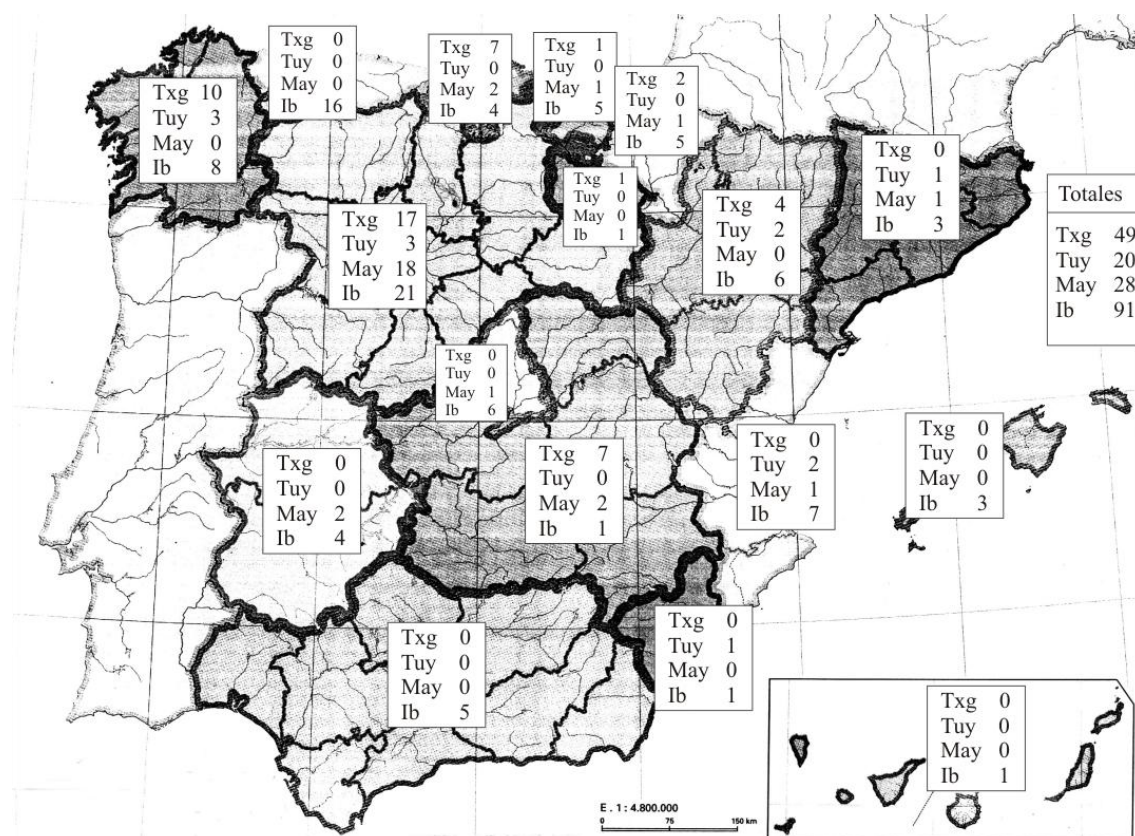 Txg 0
Tuy 0
May 0
Ib 16
Txg 7
Tuy 0
May 2
Ib 4
Txg 1
Tuy 0
May 1
Ib 5
Txg 2
Tuy 0
May 1
Ib 5
Txg 10
Tuy 3
May 0
Ib 8
Txg 0
Tuy 1
May 1
Ib 3
Txg 1
Tuy 0
May 0
Ib 1
Txg 17
Tuy 3
May 18
Ib 21
Txg 4
Tuy 2
May 0
Ib 6
Totales
Txg 49
Tuy 20
May 28
Ib 91
Txg 0
Tuy 0
May 1
Ib 6
Txg 0
Tuy 0
May 2
Ib 4
Txg 7
Tuy 0
May 2
Ib 1
Txg 0
Tuy 2
May 1
Ib 7
Txg 0
Tuy 0
May 0
Ib 3
Txg 0
Tuy 0
May 0
Ib 5
Txg 0
Tuy 1
May 0
Ib 1
Txg 0
Tuy 0
May 0
Ib 1
E . 1 : 4.800.000
0 75 150 km